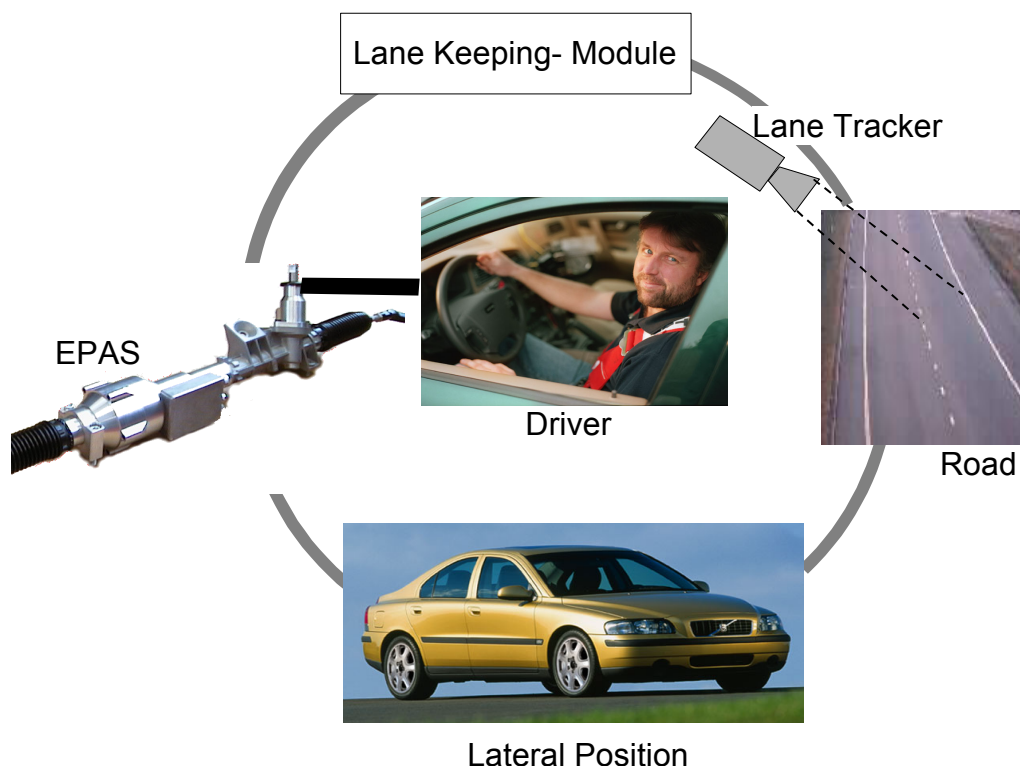 Lane Keeping- Module
Lane Tracker
EPAS
Driver
Road
Lateral Position